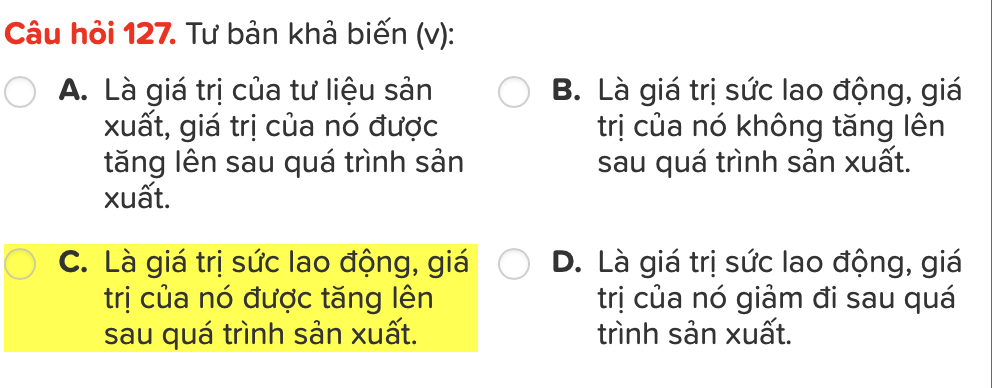 Câu hỏi 127. Tư bản khả biến (v):
A. Là giá trị của tư liệu sản
xuất, giá trị của nó được
tăng lên sau quá trình sản
xuất.
B. Là giá trị sức lao động, giá
trị của nó không tăng lên
sau quá trình sản xuất.
C. Là giá trị sức lao động, giá
trị của nó được tăng lên
sau quá trình sản xuất.
D. Là giá trị sức lao động, giá
trị của nó giảm đi sau quá
trình sản xuất.